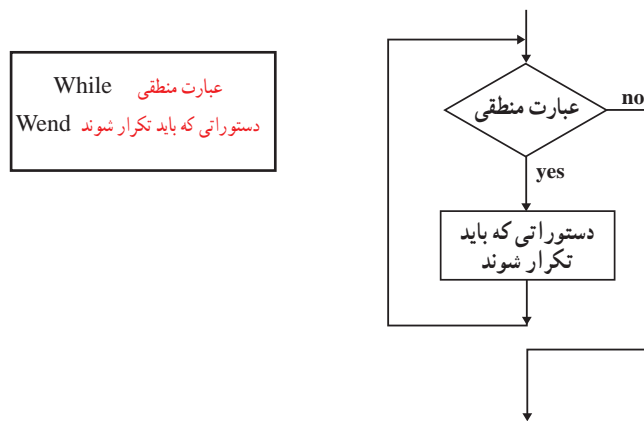 While عبارت منطقی
دستوراتی که باید تکرار شوند Wend
عبارت منطقی
no
yes
دستوراتی که باید
تکرار شوند